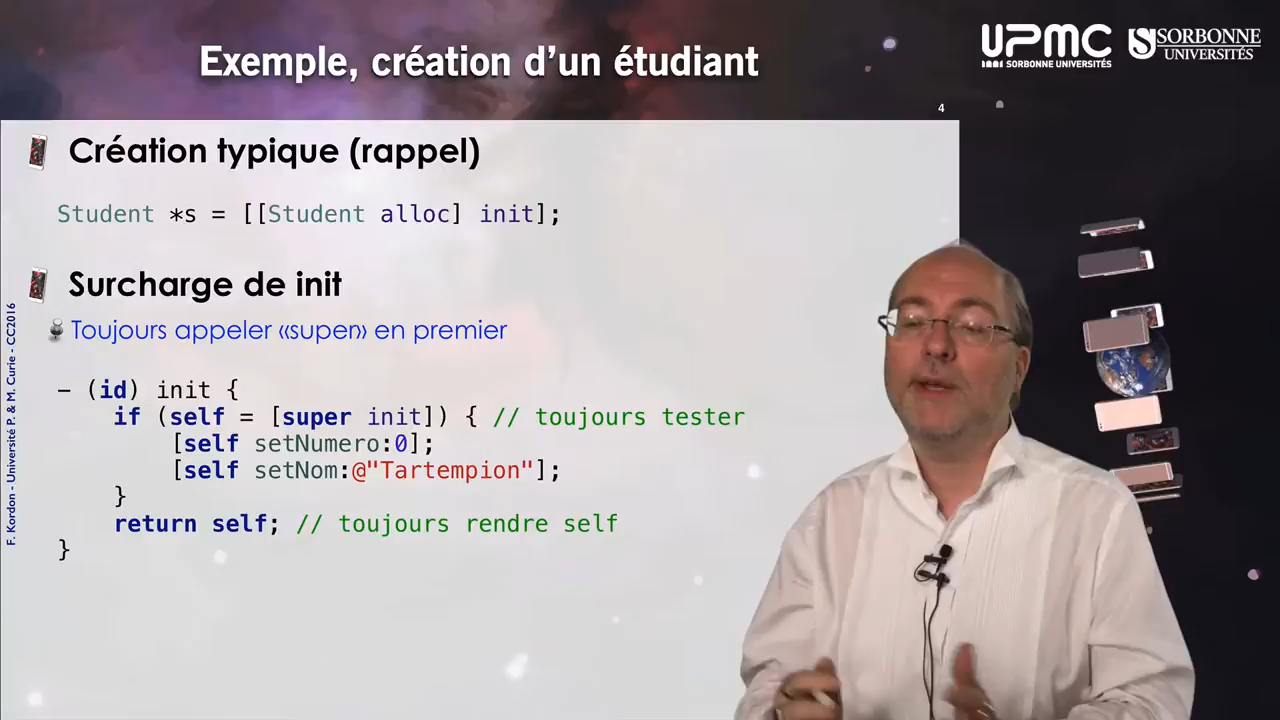 Exemple, création d'un étudiant
UPMC
SORBONNE UNIVERSITÉS
SORBONNE
UNIVERSITÉS
4
Création typique (rappel)
Student *s = [[Student alloc] init];
Surcharge de init
Toujours appeler «super» en premier
– (id) init {
if (self = [super init]) { // toujours tester
[self setNumero:0];
[self setNom:@"Tartempion"];
}
return self; // toujours rendre self
}
F. Kordon - Université P. & M. Curie - CC2016